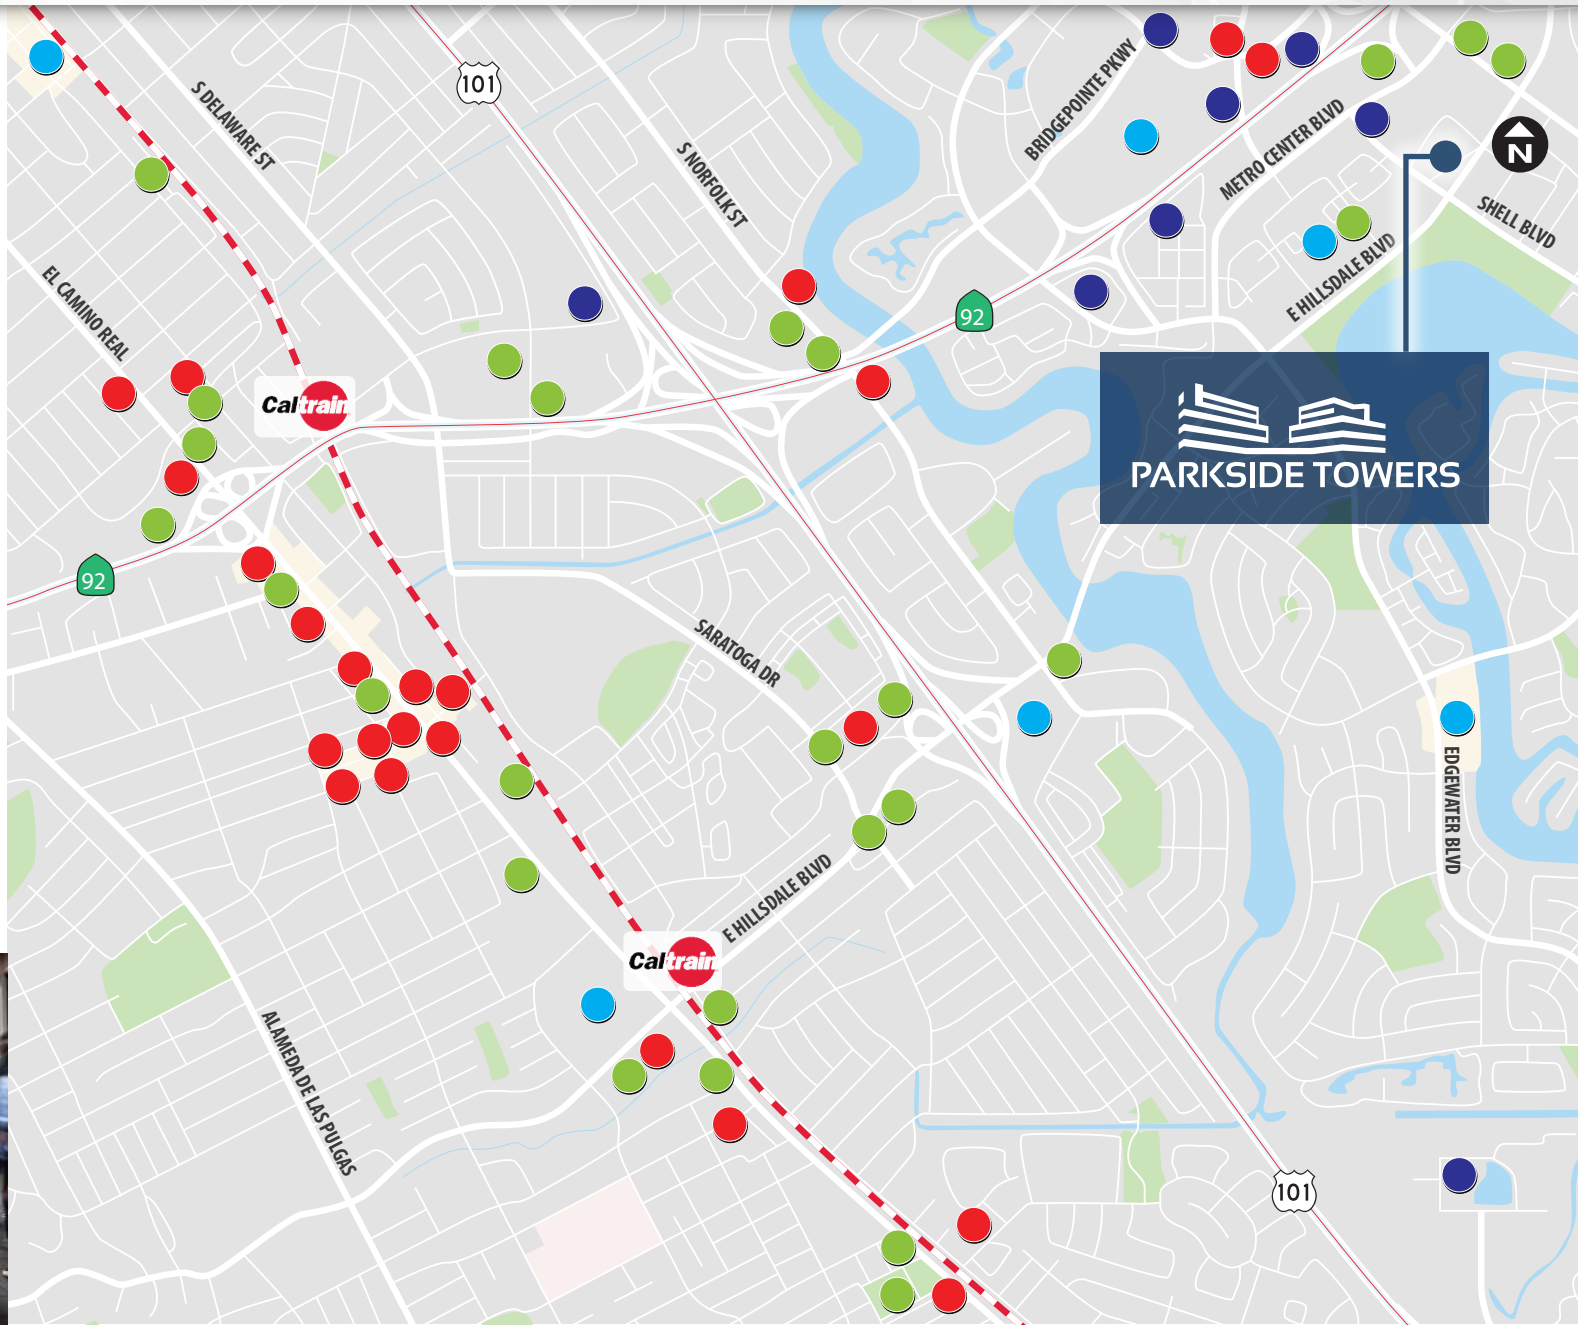 101
S DELAWARE ST
S NORFOLK ST
BRIDGEPOINTE PKWY
METRO CENTER BLVD
N
SHELL BLVD
E HILLSDALE BLVD
EL CAMINO REAL
92
Caltrain
PARKSIDE TOWERS
92
SARATOGA DR
EDGEWATER BLVD
E HILLSDALE BLVD
Caltrain
ALAMEDA DE LAS PULGAS
101